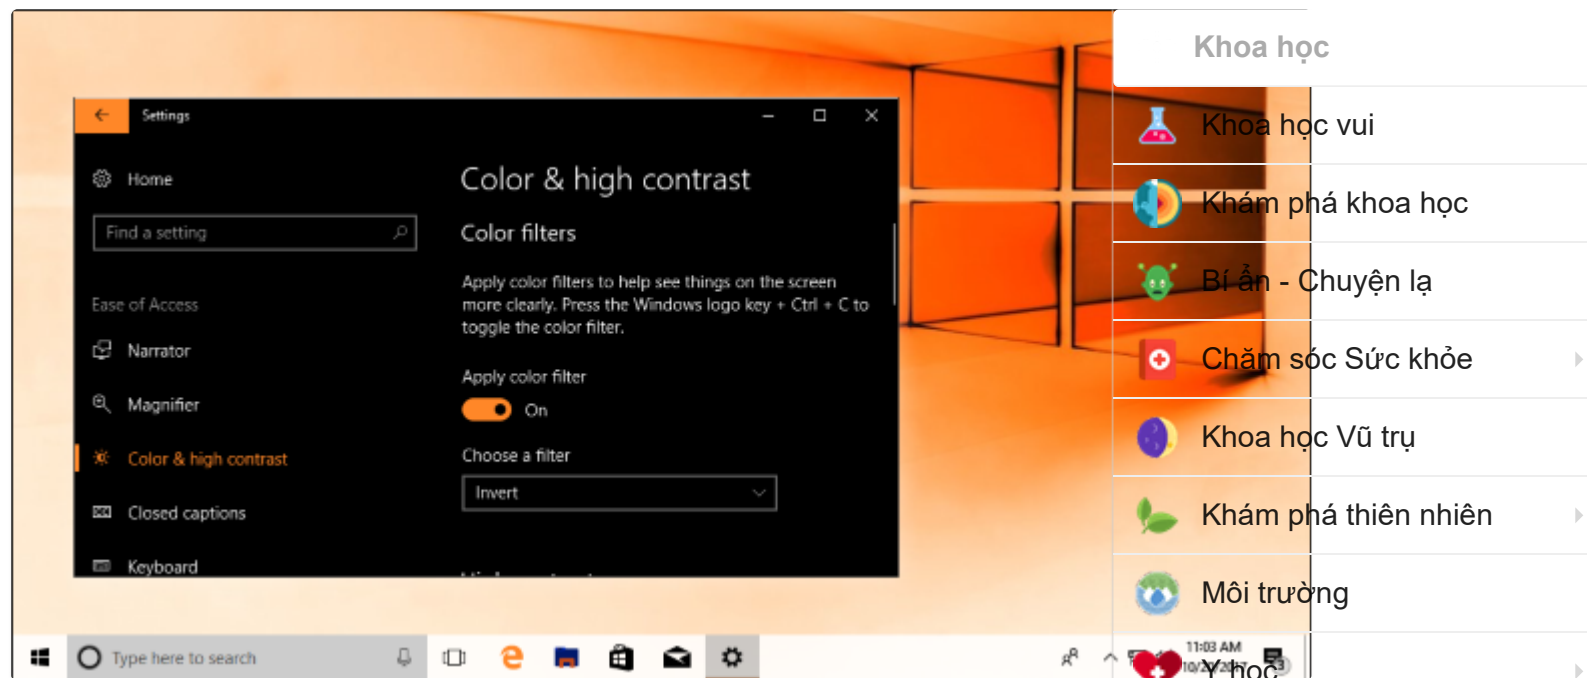 Settings
Home
Find a setting
Ease of Access
Narrator
Magnifier
Color & high contrast
Closed captions
Keyboard
Color & high contrast
Color filters
Apply color filters to help see things on the screen
more clearly. Press the Windows logo key + Ctrl + C to
toggle the color filter.
Apply color filter
On
Choose a filter
Invert
Type here to search
11:03 AM
Khoa học
Khoa học vui
Khám phá khoa học
Bí ẩn - Chuyện lạ
Chăm sóc Sức khỏe
Khoa học Vũ trụ
Khám phá thiên nhiên
Môi trường
Y học